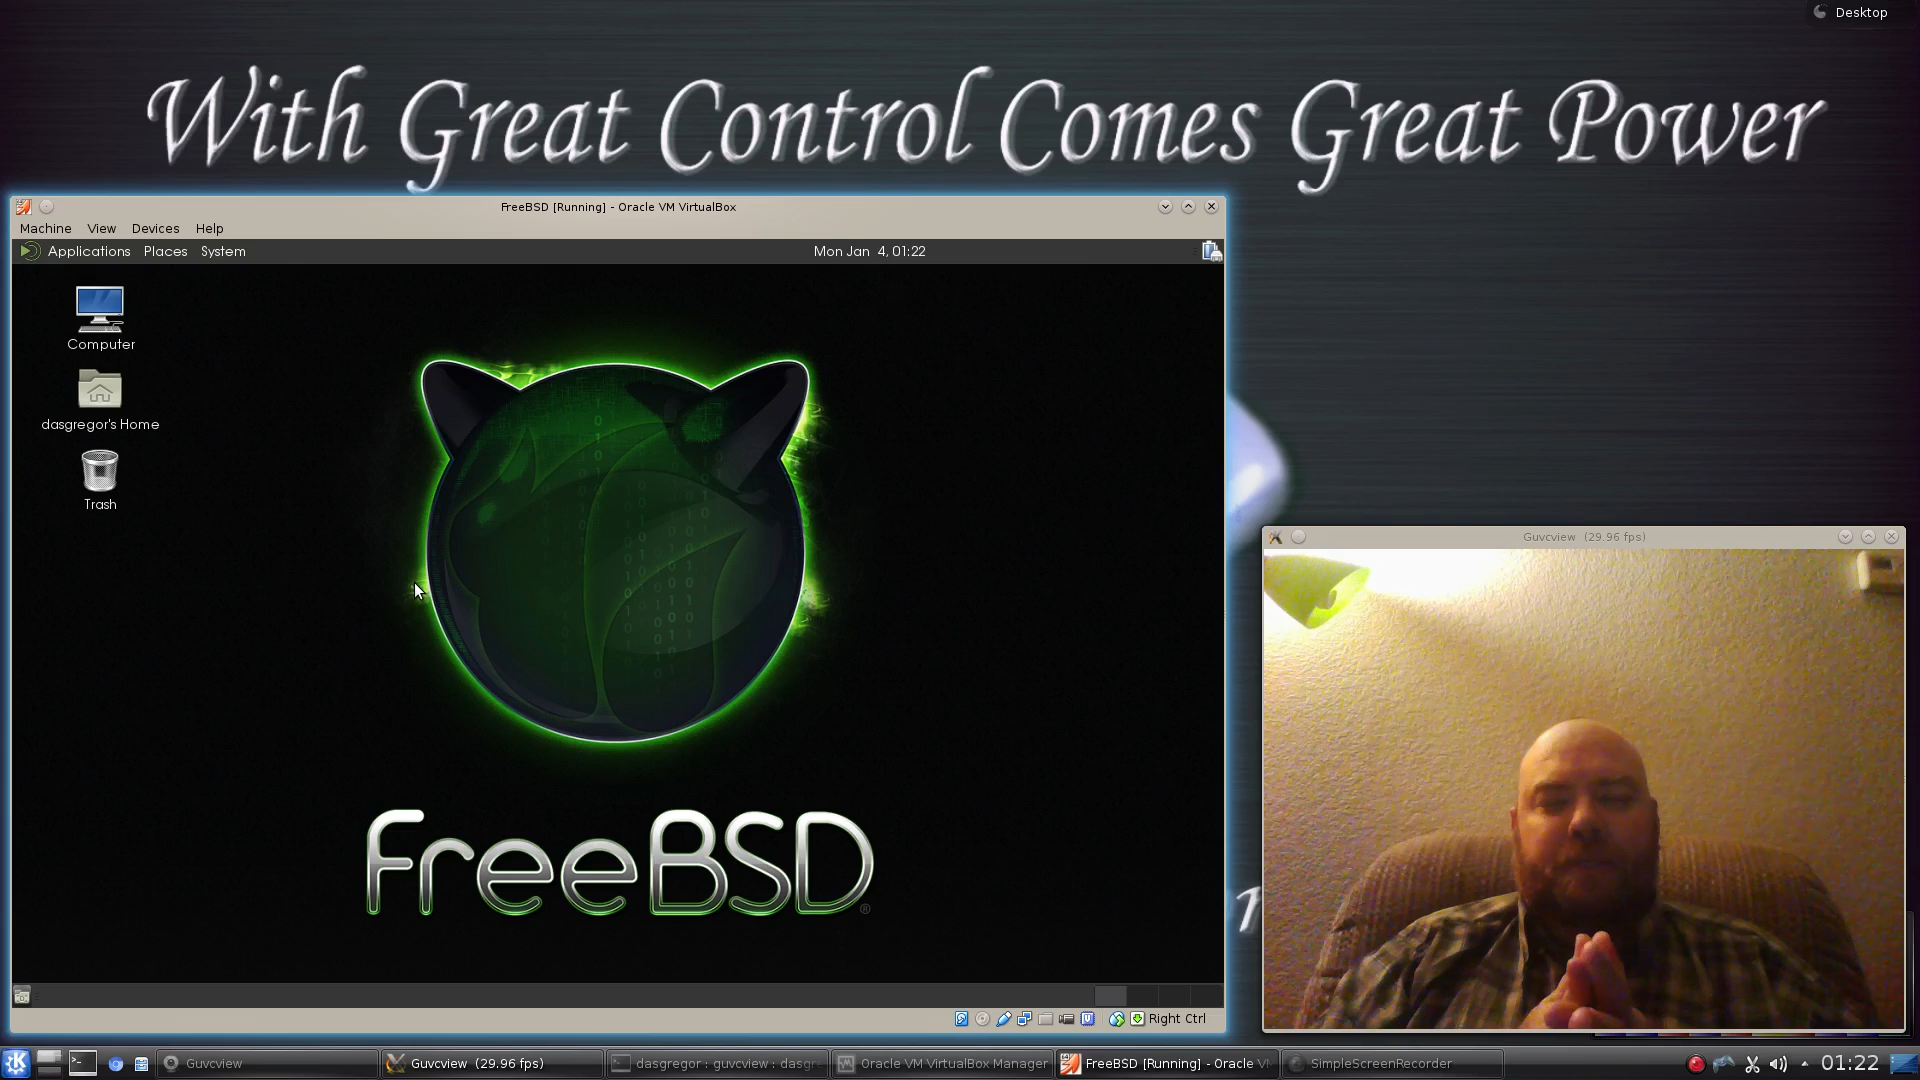 Desktop
With Great Control Comes Great Power
FreeBSD [Running] - Oracle VM VirtualBox
Machine View Devices Help
Applications Places System Mon Jan 4, 01:22
Computer
dasgregor's Home
Trash
FreeBSD ®
Right Ctrl
Guvcview (29.96 fps)
Guvcview
Guvcview (29.96 fps)
dasgregor : guvcview : dasgr
Oracle VM VirtualBox Manager
FreeBSD [Running] - Oracle V
SimpleScreenRecorder
01:22